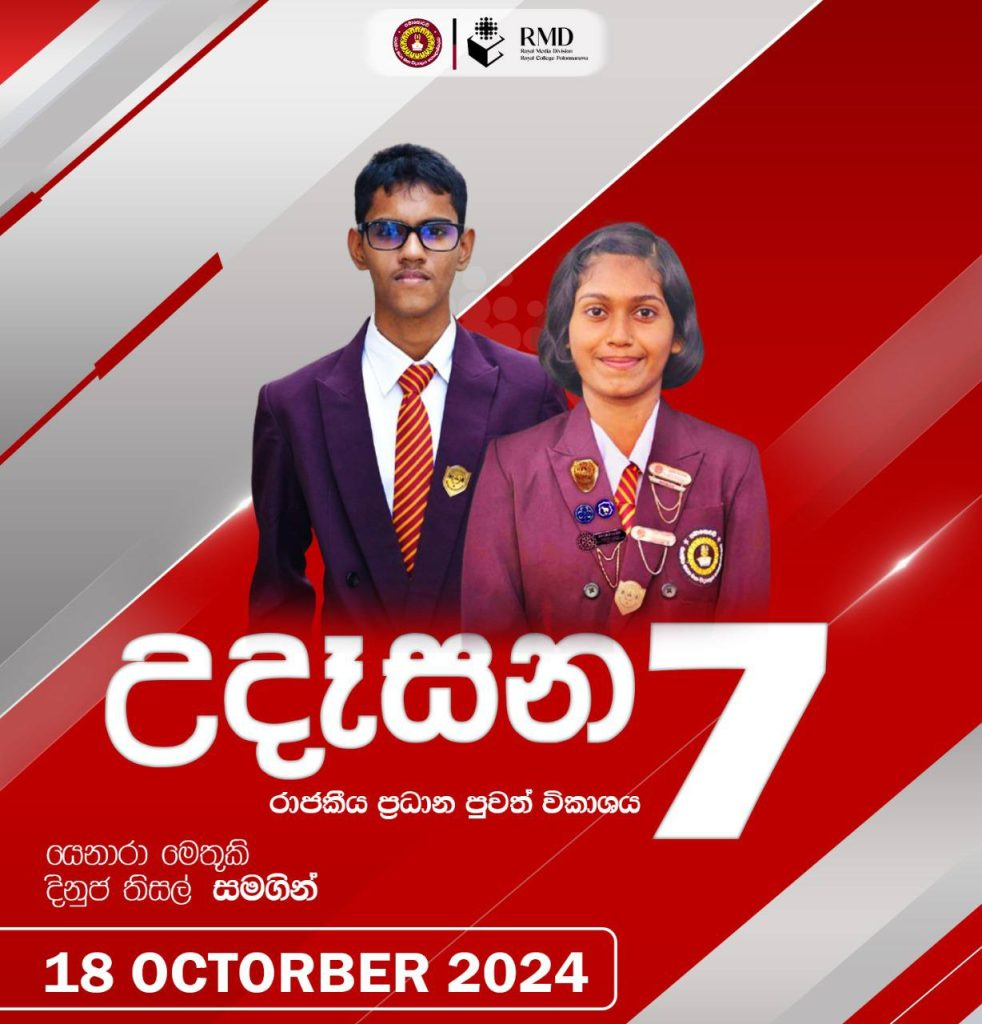 RMD
Royal Media Division
Royal College Polonnaruwa
උදෑසන 7
රාජකීය ප්‍රධාන පුවත් විකාශය
යෙනාරා මෙතුකි
දිනුජ තිසල් සමගින්
18 OCTORBER 2024